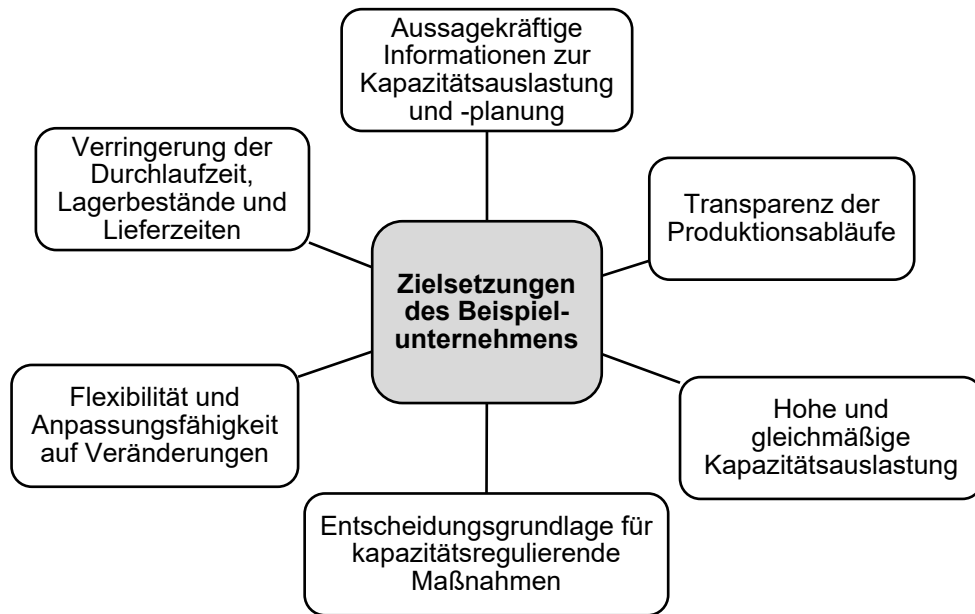 Aussagekräftige
Informationen zur
Kapazitätsauslastung
und -planung
Verringerung der
Durchlaufzeit,
Lagerbestände und
Lieferzeiten
Transparenz der
Produktionsabläufe
Zielsetzungen
des Beispiel-
unternehmens
Flexibilität und
Anpassungsfähigkeit
auf Veränderungen
Hohe und
gleichmäßige
Kapazitätsauslastung
Entscheidungsgrundlage für
kapazitätsregulierende
Maßnahmen